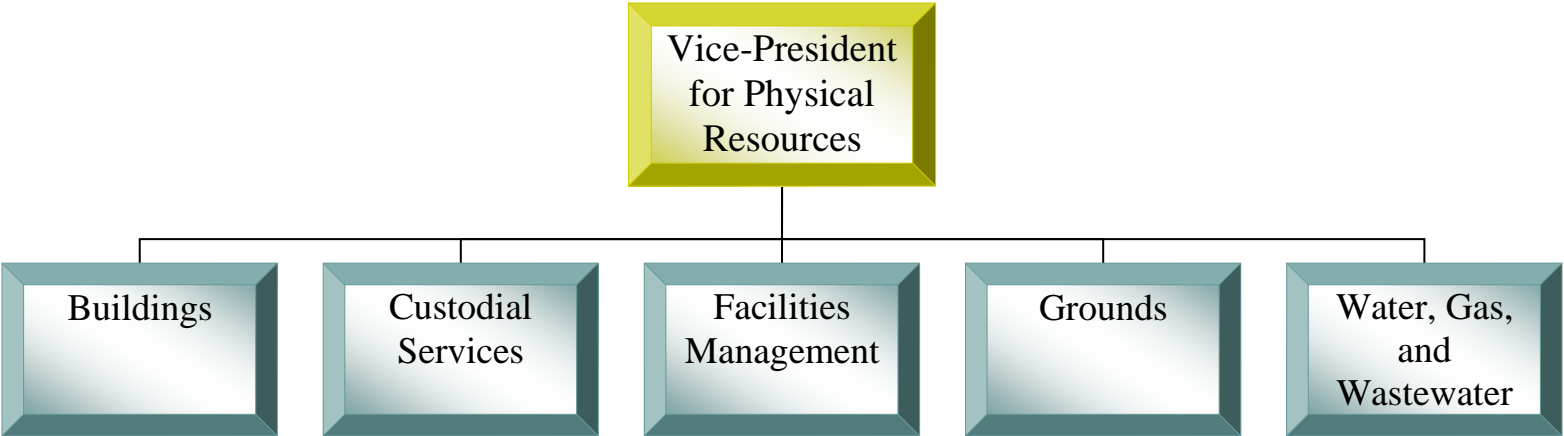 Vice-President
for Physical
Resources
Buildings
Custodial
Services
Facilities
Management
Grounds
Water, Gas,
and
Wastewater